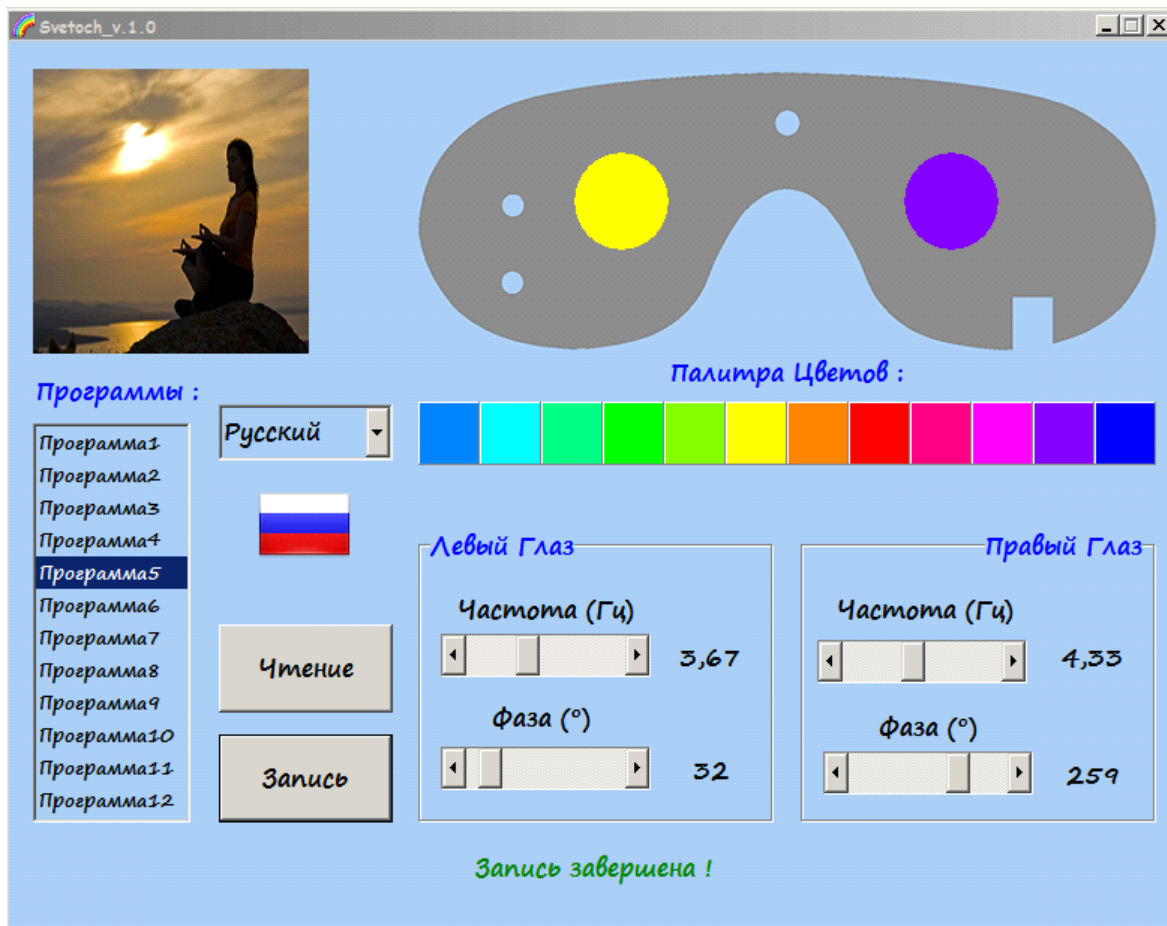 Svetoch_v.1.0
Палитра Цветов :
Программы :
Русский
Программа1
Программа2
Программа3
Программа4
Программа5
Программа6
Программа7
Программа8
Программа9
Программа10
Программа11
Программа12
Чтение
Запись
Левый Глаз
Частота (Гц)
3,67
Фаза (°)
32
Правый Глаз
Частота (Гц)
4,33
Фаза (°)
259
Запись завершена !